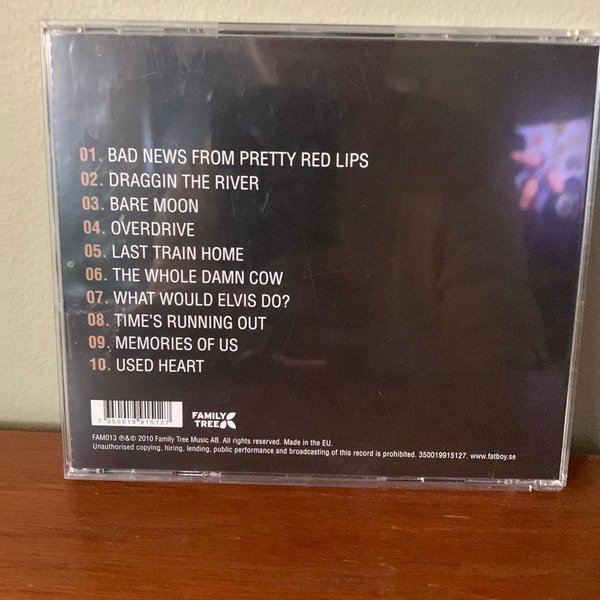 01. BAD NEWS FROM PRETTY RED LIPS
02. DRAGGIN THE RIVER
03. BARE MOON
04. OVERDRIVE
05. LAST TRAIN HOME
06. THE WHOLE DAMN COW
07. WHAT WOULD ELVIS DO?
08. TIME'S RUNNING OUT
09. MEMORIES OF US
10. USED HEART
7 350019 915127
FAMILY
TREE
FAM013 ℗&© 2010 Family Tree Music AB. All rights reserved. Made in the EU.
Unauthorised copying, hiring, lending, public performance and broadcasting of this record is prohibited. 350019915127. www.fatboy.se